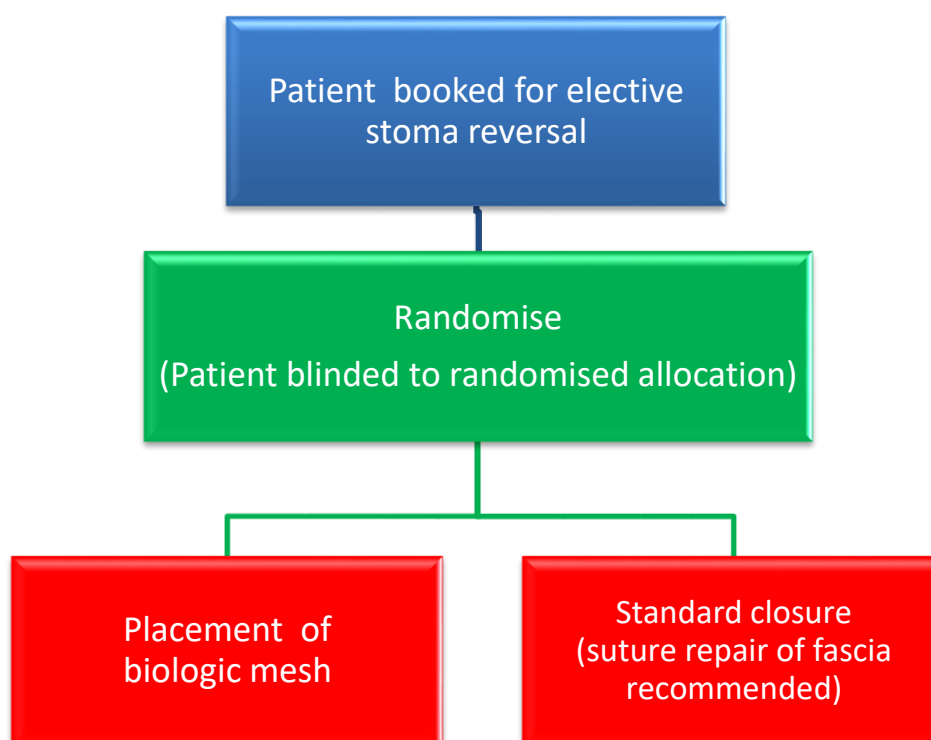 Patient  booked for elective
stoma reversal
Randomise
(Patient blinded to randomised allocation)
Placement  of
biologic mesh
Standard closure
(suture repair of fascia
recommended)